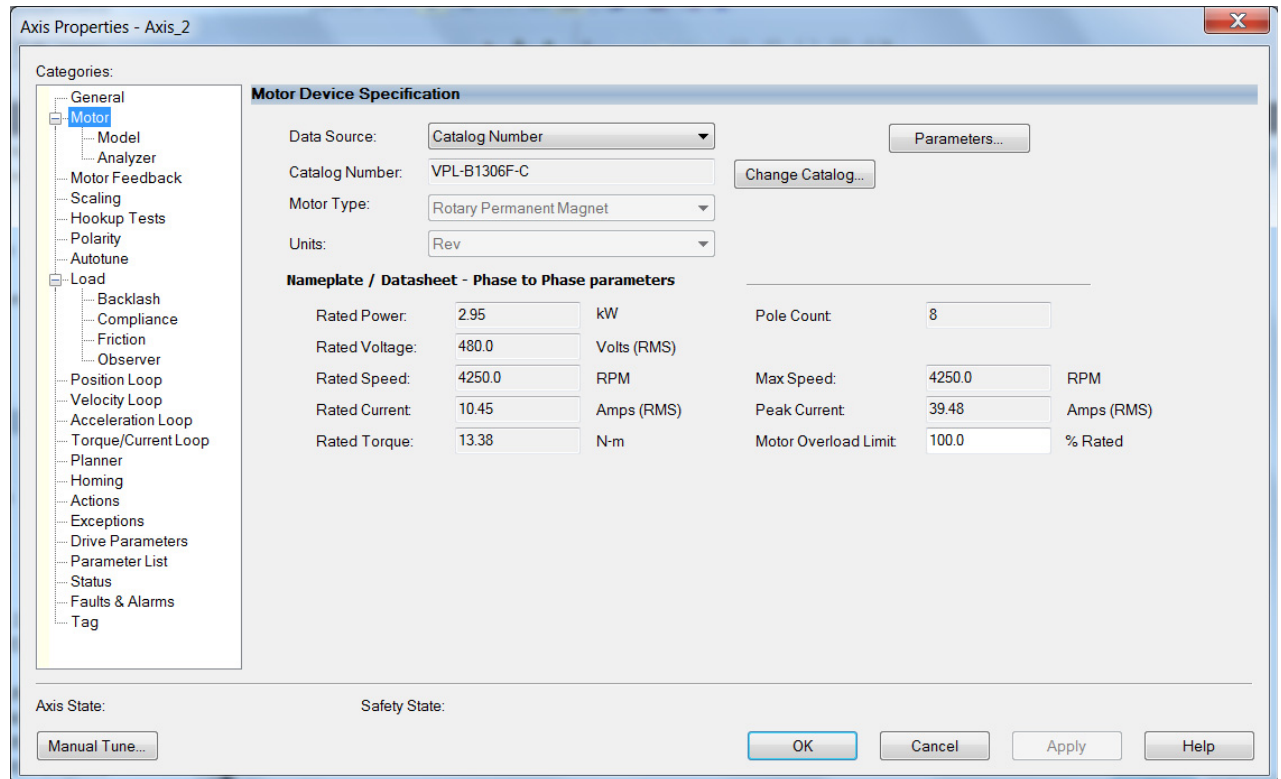 Axis Properties - Axis_2
X
Categories:
General
Motor
Model
Analyzer
Motor Feedback
Scaling
Hookup Tests
Polarity
Autotune
Load
Backlash
Compliance
Friction
Observer
Position Loop
Velocity Loop
Acceleration Loop
Torque/Current Loop
Planner
Homing
Actions
Exceptions
Drive Parameters
Parameter List
Status
Faults & Alarms
Tag
Motor Device Specification
Data Source: Catalog Number Parameters...
Catalog Number: VPL-B1306F-C Change Catalog...
Motor Type: Rotary Permanent Magnet
Units: Rev
Nameplate / Datasheet - Phase to Phase parameters
Rated Power: 2.95 kW Pole Count: 8
Rated Voltage: 480.0 Volts (RMS)
Rated Speed: 4250.0 RPM Max Speed: 4250.0 RPM
Rated Current: 10.45 Amps (RMS) Peak Current: 39.48 Amps (RMS)
Rated Torque: 13.38 N-m Motor Overload Limit: 100.0 % Rated
Axis State: Safety State:
Manual Tune... OK Cancel Apply Help